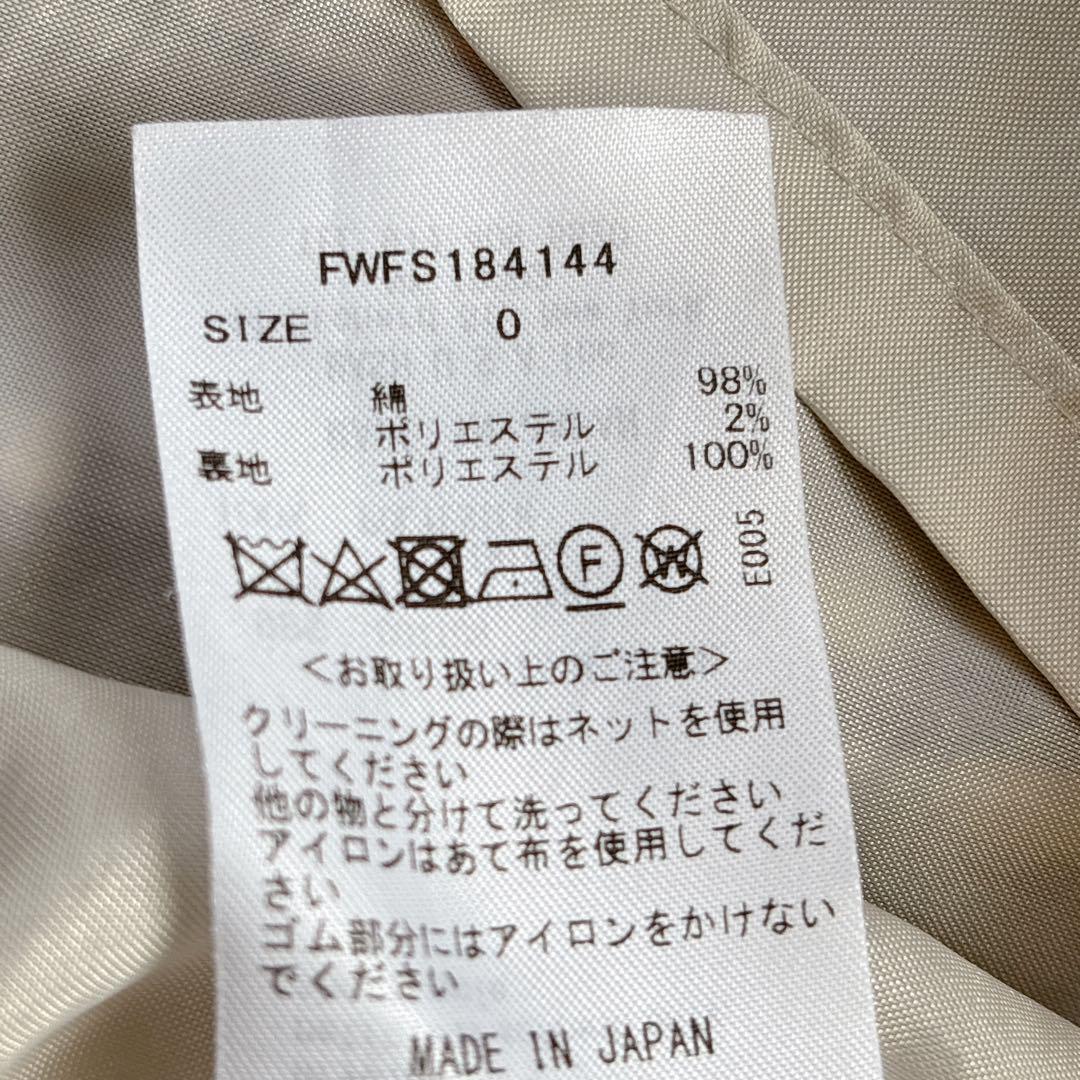 FWFS184144
SIZE 0
表地 綿 98%
ポリエステル 2%
裏地 ポリエステル 100%
F W E005
<お取り扱い上のご注意>
クリーニングの際はネットを使用
してください
他の物と分けて洗ってください
アイロンはあて布を使用してくだ
さい
ゴム部分にはアイロンをかけない
でください
MADE IN JAPAN